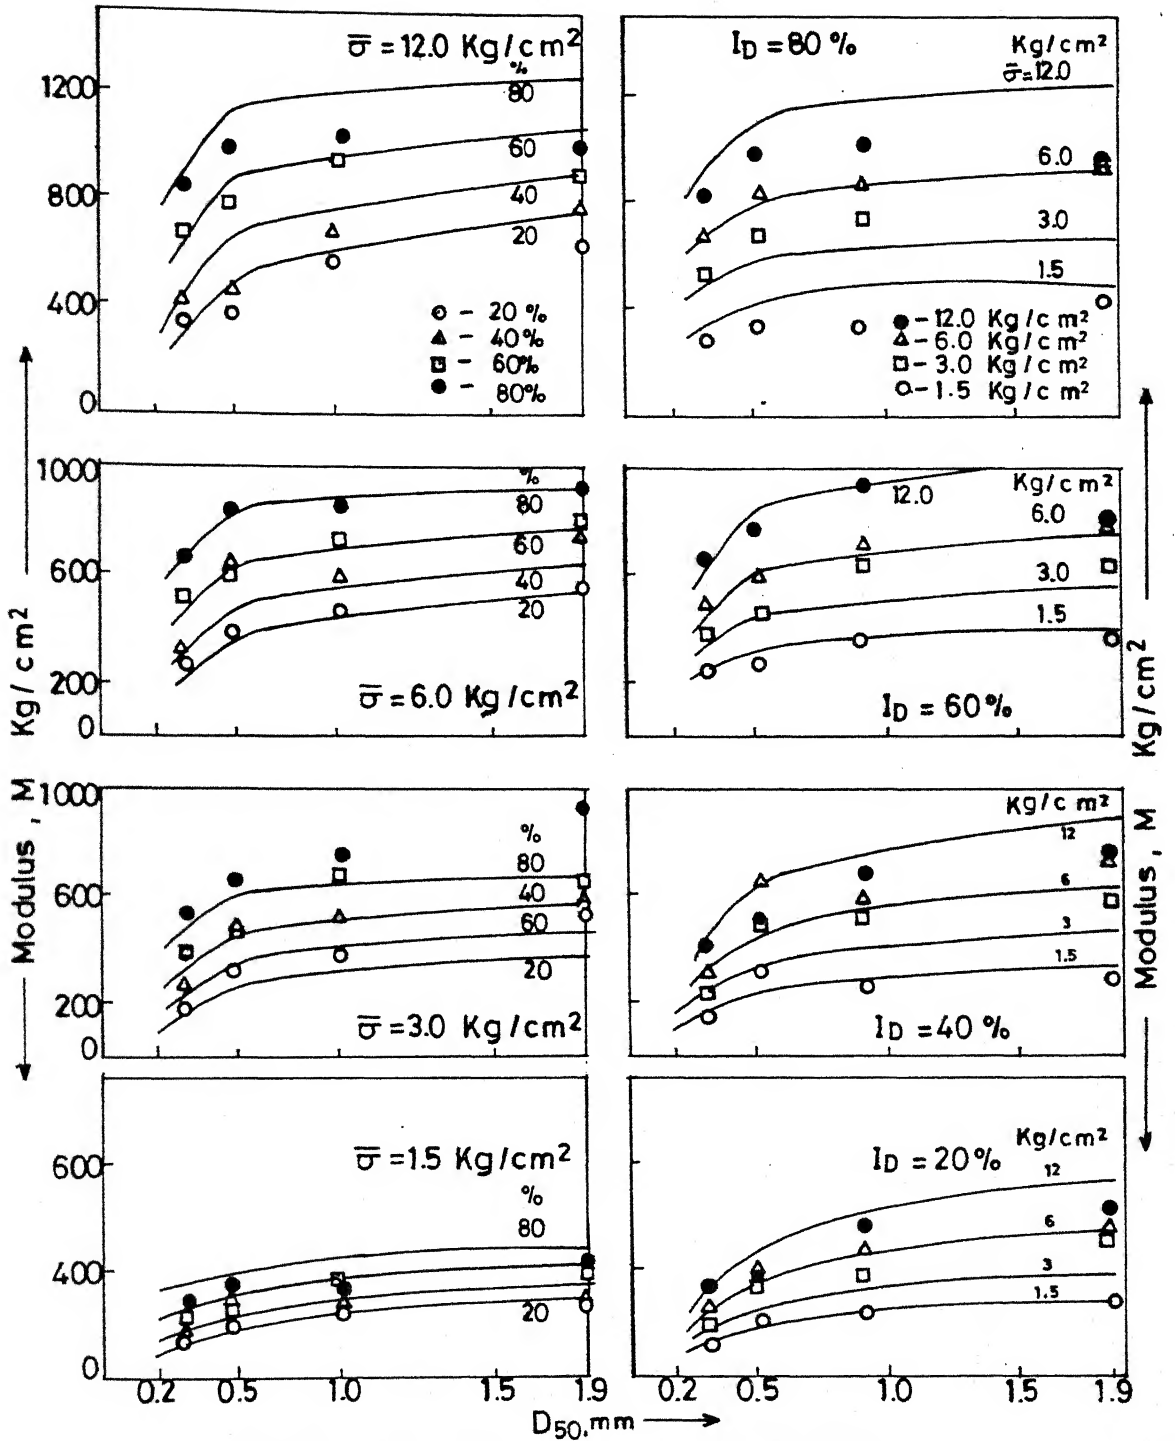 σ̅ = 12.0 Kg/cm²
%
80
60
40
20
○ - 20 %
▲ - 40%
□ - 60%
● - 80%
1200
800
400
0
I_D = 80 %
Kg/cm²
σ̅=12.0
6.0
3.0
1.5
●-12.0 Kg/cm²
△-6.0 Kg/cm²
□-3.0 Kg/cm²
○-1.5 Kg/cm²
1000
600
200
0
%
80
60
40
20
σ̅ = 6.0 Kg/cm²
12.0
Kg/cm²
6.0
3.0
1.5
I_D = 60%
1000
600
200
0
%
80
40
60
20
σ̅ = 3.0 Kg/cm²
Kg/cm²
12
6
3
1.5
I_D = 40 %
600
400
0
σ̅ = 1.5 Kg/cm²
%
80
20
0.2 0.5 1.0 1.5 1.9
I_D = 20%
Kg/cm²
12
6
3
1.5
0.2 0.5 1.0 1.5 1.9
D₅₀, mm
Modulus, M Kg/cm²
Modulus, M Kg/cm²